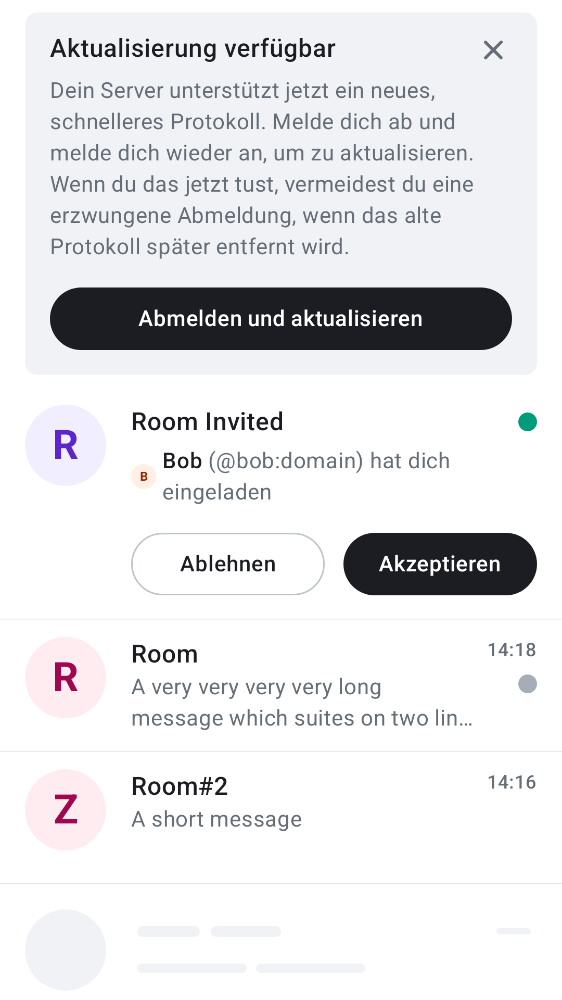 Aktualisierung verfügbar
Dein Server unterstützt jetzt ein neues,
schnelleres Protokoll. Melde dich ab und
melde dich wieder an, um zu aktualisieren.
Wenn du das jetzt tust, vermeidest du eine
erzwungene Abmeldung, wenn das alte
Protokoll später entfernt wird.
Abmelden und aktualisieren
R
Room Invited
B
Bob (@bob:domain) hat dich
eingeladen
Ablehnen
Akzeptieren
R
Room
14:18
A very very very very long
message which suites on two lin…
Z
Room#2
14:16
A short message